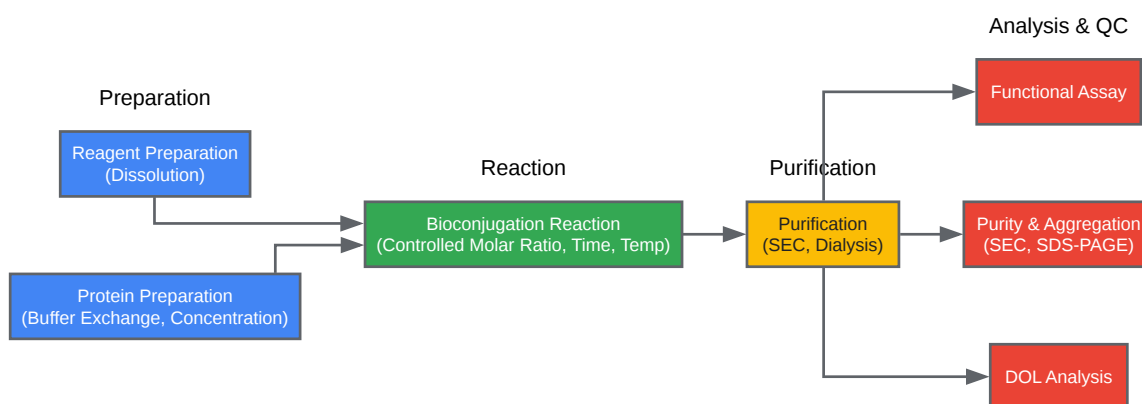 Preparation
Reagent Preparation
(Dissolution)
Protein Preparation
(Buffer Exchange, Concentration)
Reaction
Bioconjugation Reaction
(Controlled Molar Ratio, Time, Temp)
Purification
Purification
(SEC, Dialysis)
Analysis & QC
Functional Assay
Purity & Aggregation
(SEC, SDS-PAGE)
DOL Analysis